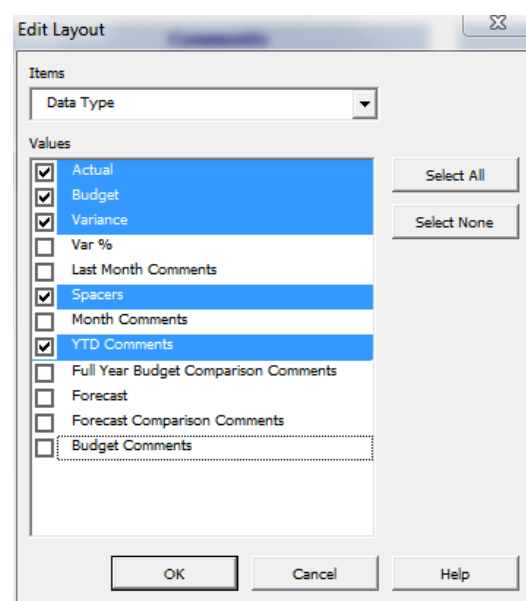 Edit Layout
Comments
Items
Data Type
Values
Actual
Budget
Variance
Var %
Last Month Comments
Spacers
Month Comments
YTD Comments
Full Year Budget Comparison Comments
Forecast
Forecast Comparison Comments
Budget Comments
Select All
Select None
OK
Cancel
Help